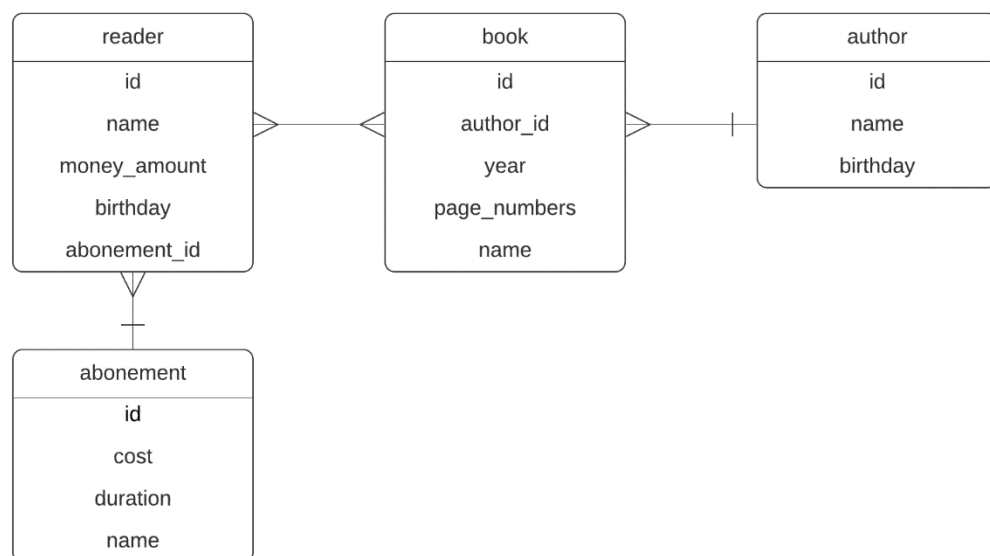 reader
id
name
money_amount
birthday
abonement_id
book
id
author_id
year
page_numbers
name
author
id
name
birthday
abonement
id
cost
duration
name